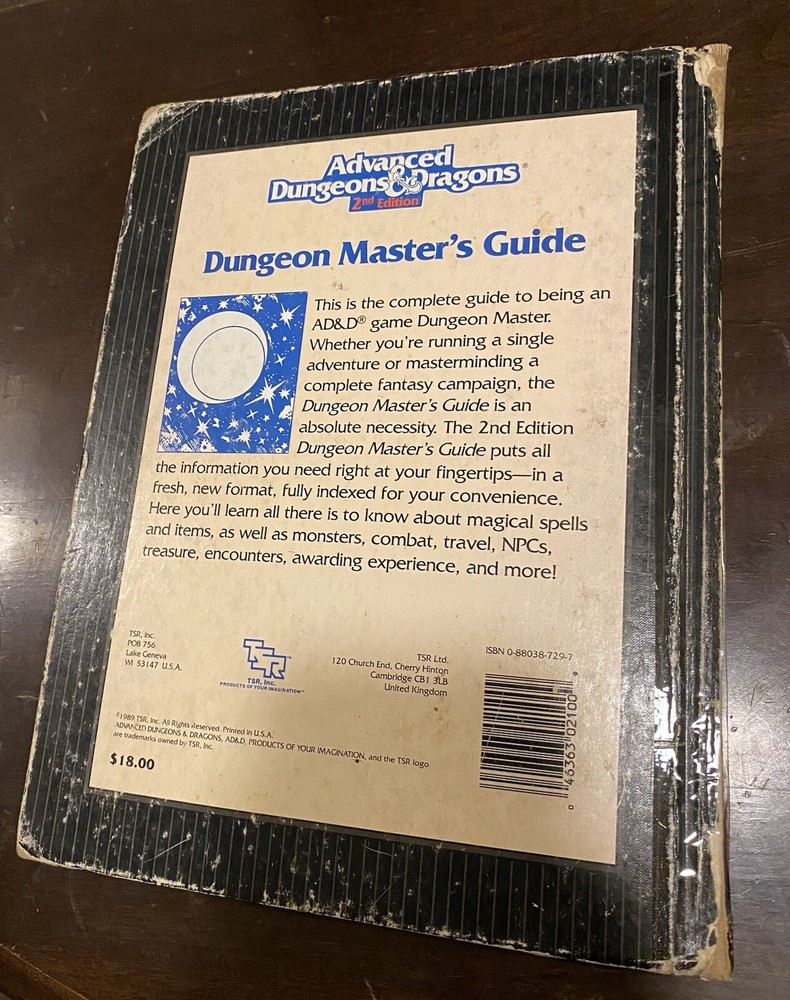 Advanced
Dungeons & Dragons®
2nd Edition
Dungeon Master's Guide
This is the complete guide to being an
AD&D® game Dungeon Master.
Whether you're running a single
adventure or masterminding a
complete fantasy campaign, the
Dungeon Master's Guide is an
absolute necessity. The 2nd Edition
Dungeon Master's Guide puts all
the information you need right at your fingertips—in a
fresh, new format, fully indexed for your convenience.
Here you'll learn all there is to know about magical spells
and items, as well as monsters, combat, travel, NPCs,
treasure, encounters, awarding experience, and more!
TSR, Inc.
POB 756
Lake Geneva
WI 53147 U.S.A.
TSR
TSR, Inc.
PRODUCTS OF YOUR IMAGINATION™
TSR Ltd.
120 Church End, Cherry Hinton
Cambridge CB1 3LB
United Kingdom
ISBN 0-88038-729-7
0 46363 02100
©1989 TSR, Inc. All Rights Reserved. Printed in U.S.A.
ADVANCED DUNGEONS & DRAGONS, AD&D, PRODUCTS OF YOUR IMAGINATION, and the TSR logo
are trademarks owned by TSR, Inc.
$18.00